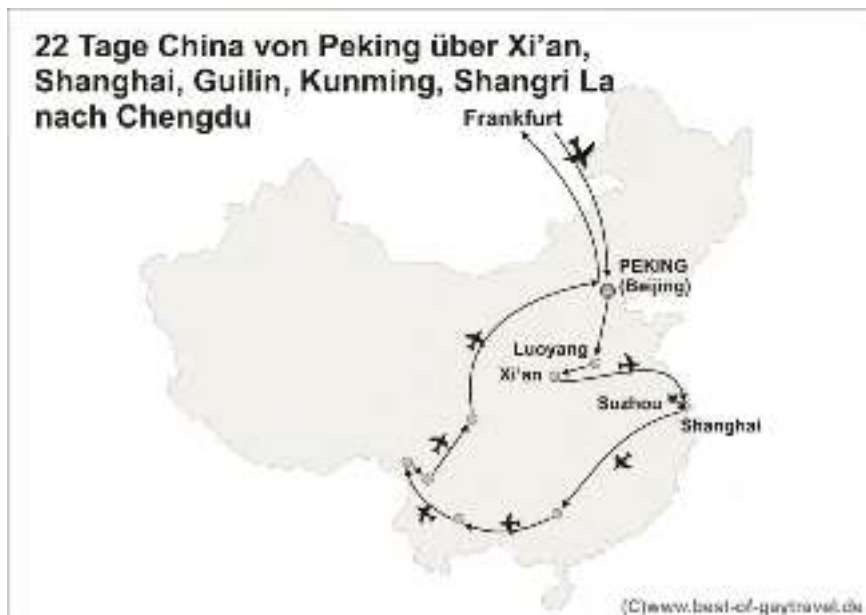 22 Tage China von Peking über Xi'an,
Shanghai, Guilin, Kunming, Shangri La
nach Chengdu
Frankfurt
PEKING
(Beijing)
Luoyang
Xi'an
Suzhou
Shanghai
(C)www.best-of-gaytravel.de